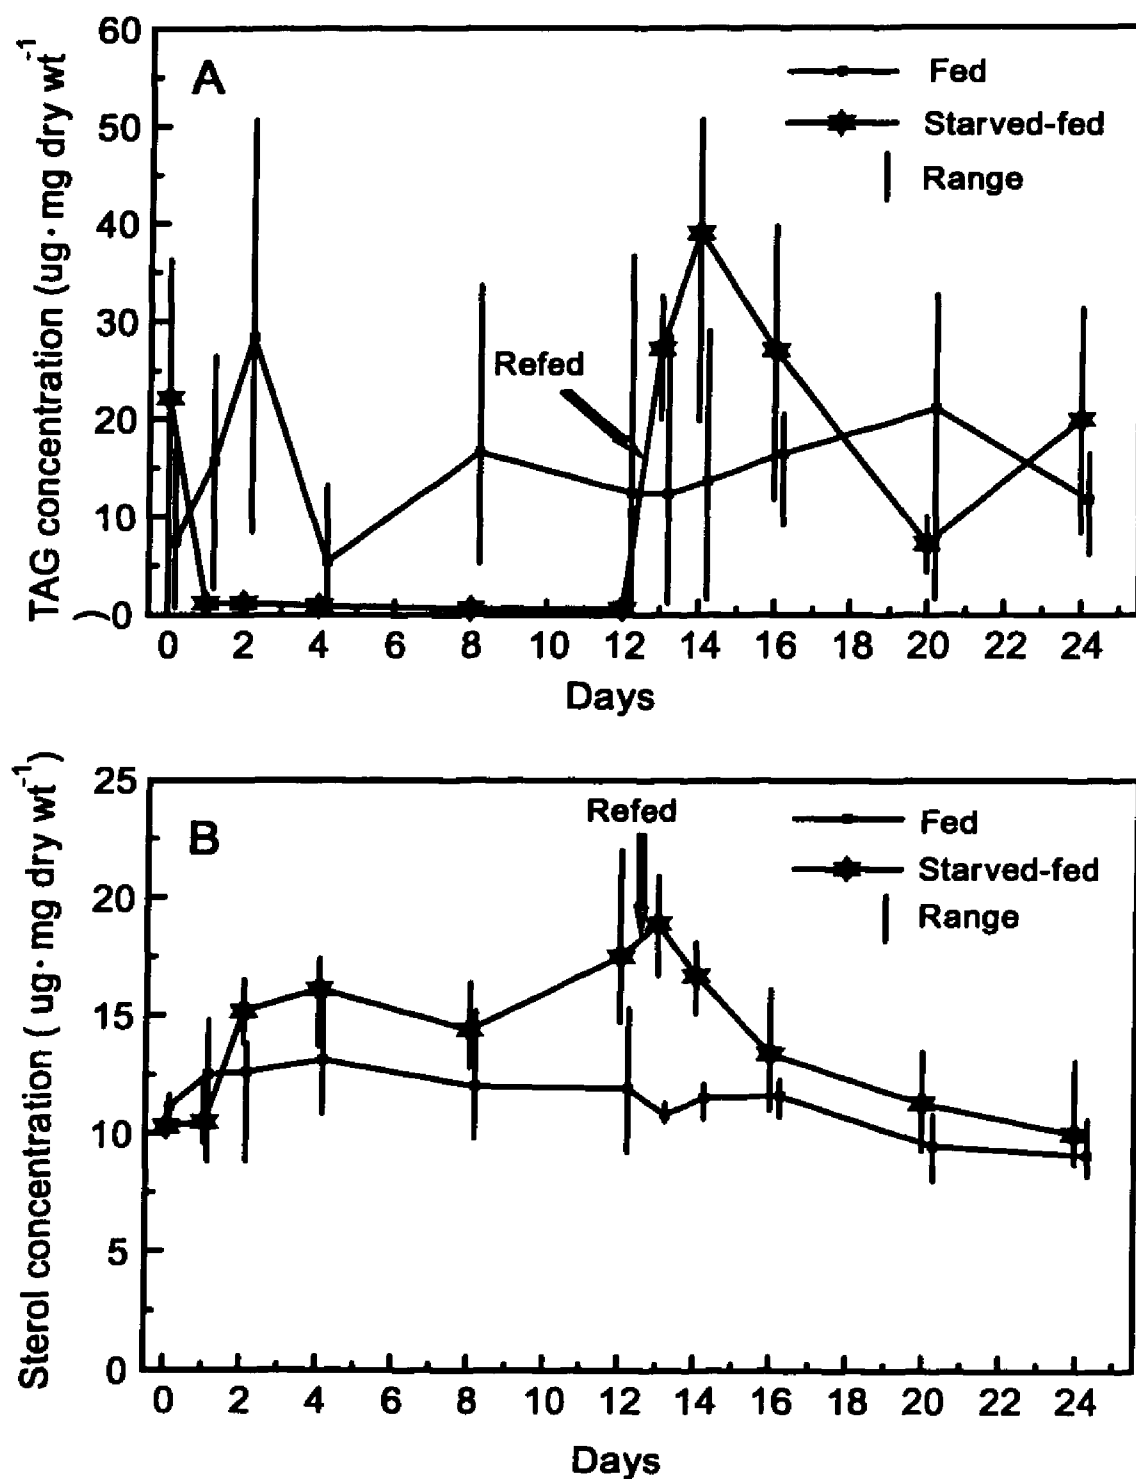 60
50
40
30
20
10
0
TAG concentration (ug·mg dry wt⁻¹
)
A
Fed
Starved-fed
Range
Refed
0 2 4 6 8 10 12 14 16 18 20 22 24
Days
25
20
15
10
5
0
Sterol concentration ( ug·mg dry wt⁻¹)
B
Refed
Fed
Starved-fed
Range
0 2 4 6 8 10 12 14 16 18 20 22 24
Days